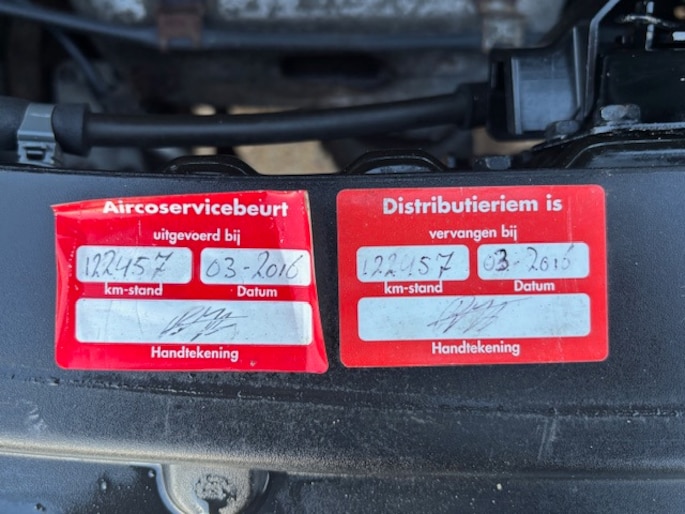 Aircoservicebeurt
uitgevoerd bij
122457 03-2016
km-stand Datum
Handtekening
Distributieriem is
vervangen bij
122457 03-2016
km-stand Datum
Handtekening